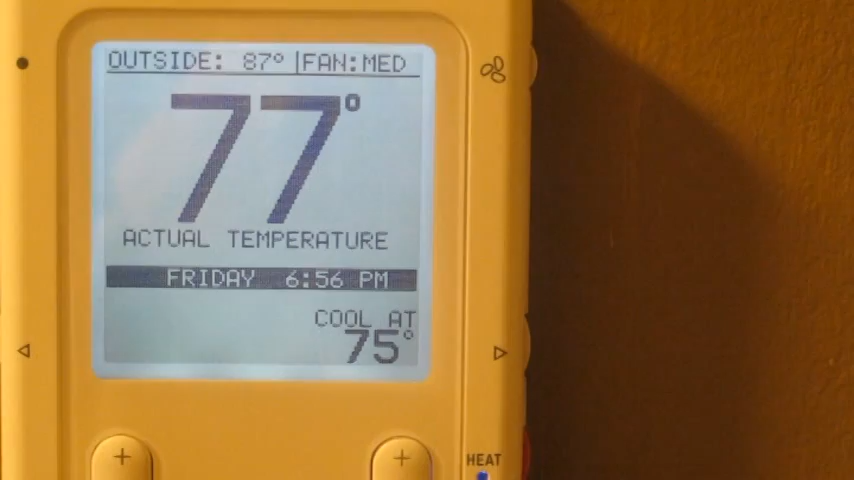 OUTSIDE: 87° |FAN:MED
77°
ACTUAL TEMPERATURE
FRIDAY 6:56 PM
COOL AT
75°
+ +
HEAT